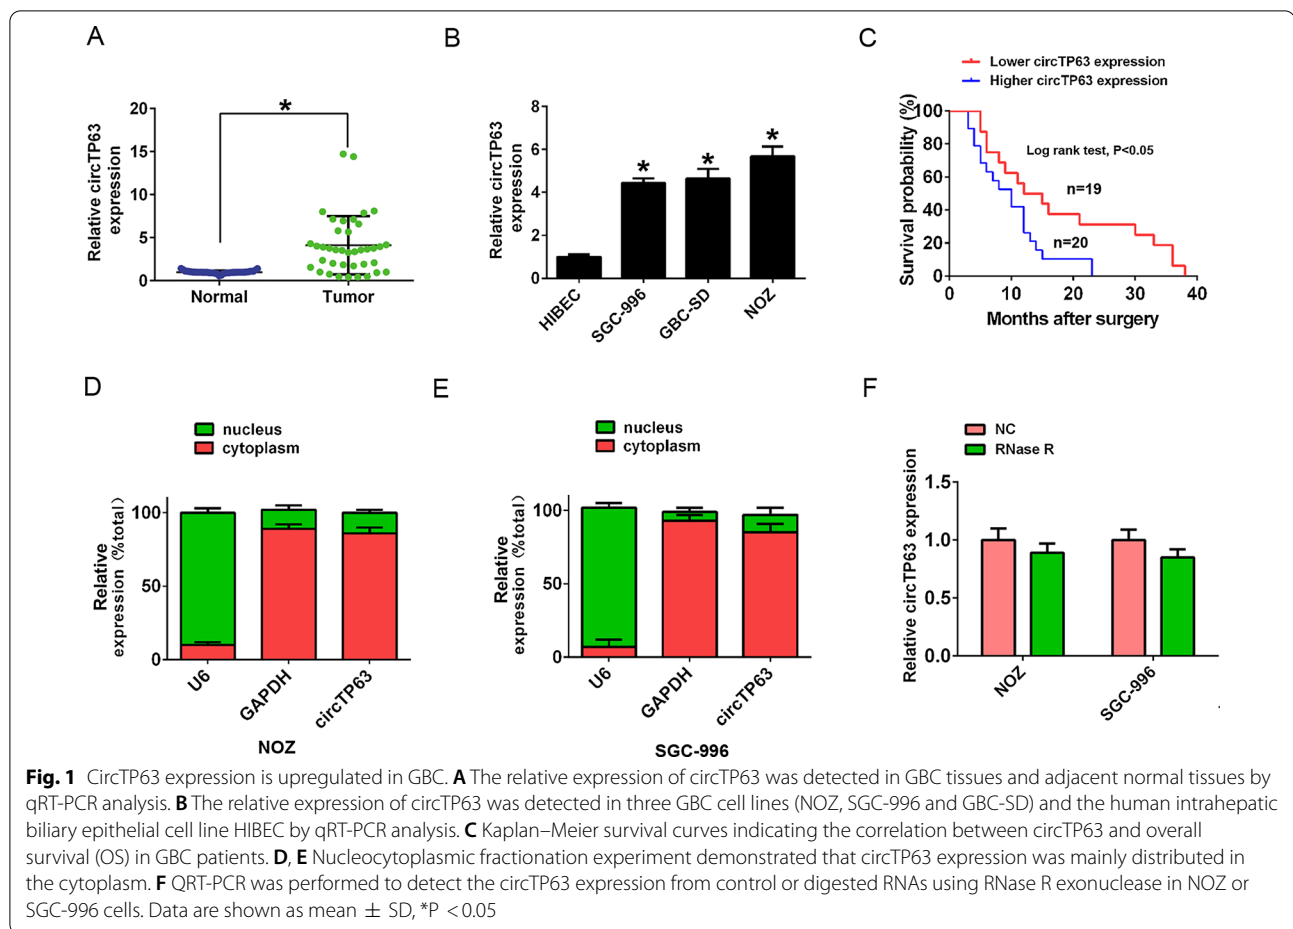 A
Relative circTP63
expression
20
15
10
5
0
*
Normal
Tumor
B
Relative circTP63
expression
8
6
4
2
0
*
*
*
HIBEC
SGC-996
GBC-SD
NOZ
C
Lower circTP63 expression
Higher circTP63 expression
Survival probability (%)
100
80
60
40
20
0
Log rank test, P<0.05
n=19
n=20
0
10
20
30
40
Months after surgery
D
nucleus
cytoplasm
Relative
expression (%total)
100
50
0
U6
GAPDH
circTP63
NOZ
E
nucleus
cytoplasm
Relative
expression (%total)
100
50
0
U6
GAPDH
circTP63
SGC-996
F
NC
RNase R
Relative circTP63 expression
1.5
1.0
0.5
0.0
NOZ
SGC-996
Fig. 1 CircTP63 expression is upregulated in GBC. A The relative expression of circTP63 was detected in GBC tissues and adjacent normal tissues by
qRT-PCR analysis. B The relative expression of circTP63 was detected in three GBC cell lines (NOZ, SGC-996 and GBC-SD) and the human intrahepatic
biliary epithelial cell line HIBEC by qRT-PCR analysis. C Kaplan–Meier survival curves indicating the correlation between circTP63 and overall
survival (OS) in GBC patients. D, E Nucleocytoplasmic fractionation experiment demonstrated that circTP63 expression was mainly distributed in
the cytoplasm. F QRT-PCR was performed to detect the circTP63 expression from control or digested RNAs using RNase R exonuclease in NOZ or
SGC-996 cells. Data are shown as mean ± SD, *P < 0.05